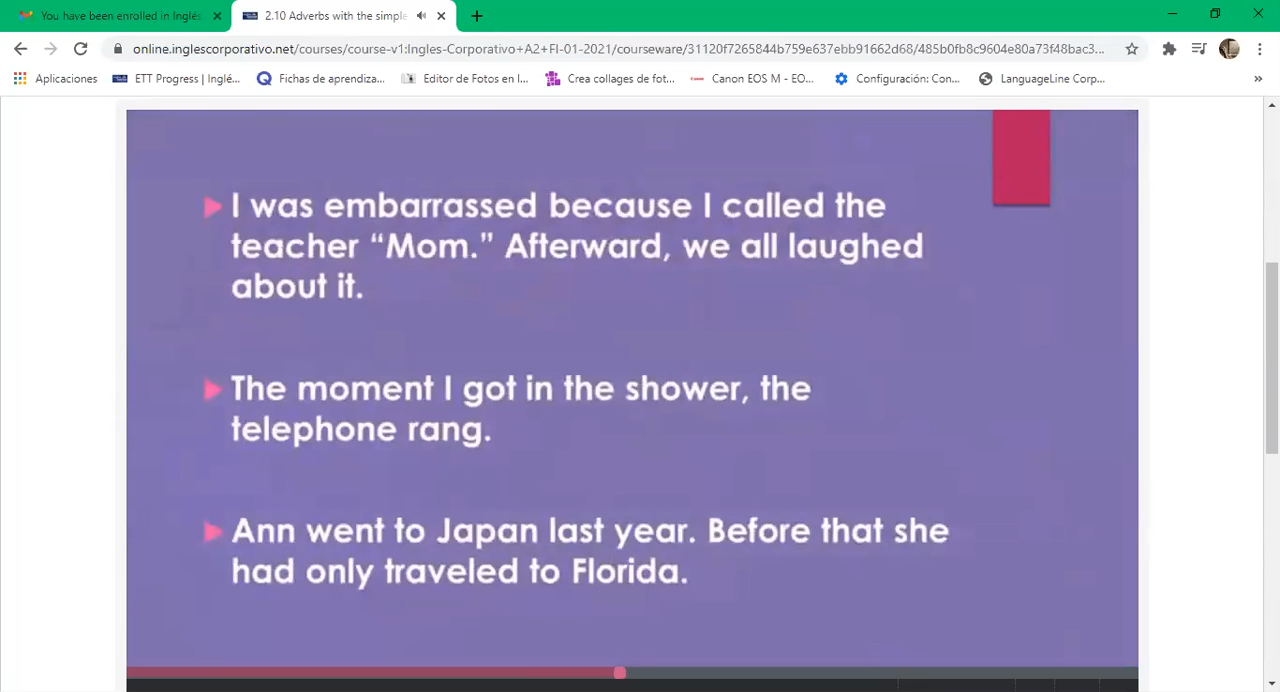 You have been enrolled in Inglés
2.10 Adverbs with the simple
online.inglescorporativo.net/courses/course-v1:Ingles-Corporativo+A2+FI-01-2021/courseware/31120f7265844b759e637ebb91662d68/485b0fb8c9604e80a73f48bac3...
Aplicaciones
ETT Progress | Inglé...
Fichas de aprendiza...
Editor de Fotos en l...
Crea collages de fot...
Canon EOS M - EO...
Configuración: Con...
LanguageLine Corp...
»
I was embarrassed because I called the
teacher “Mom.” Afterward, we all laughed
about it.
The moment I got in the shower, the
telephone rang.
Ann went to Japan last year. Before that she
had only traveled to Florida.